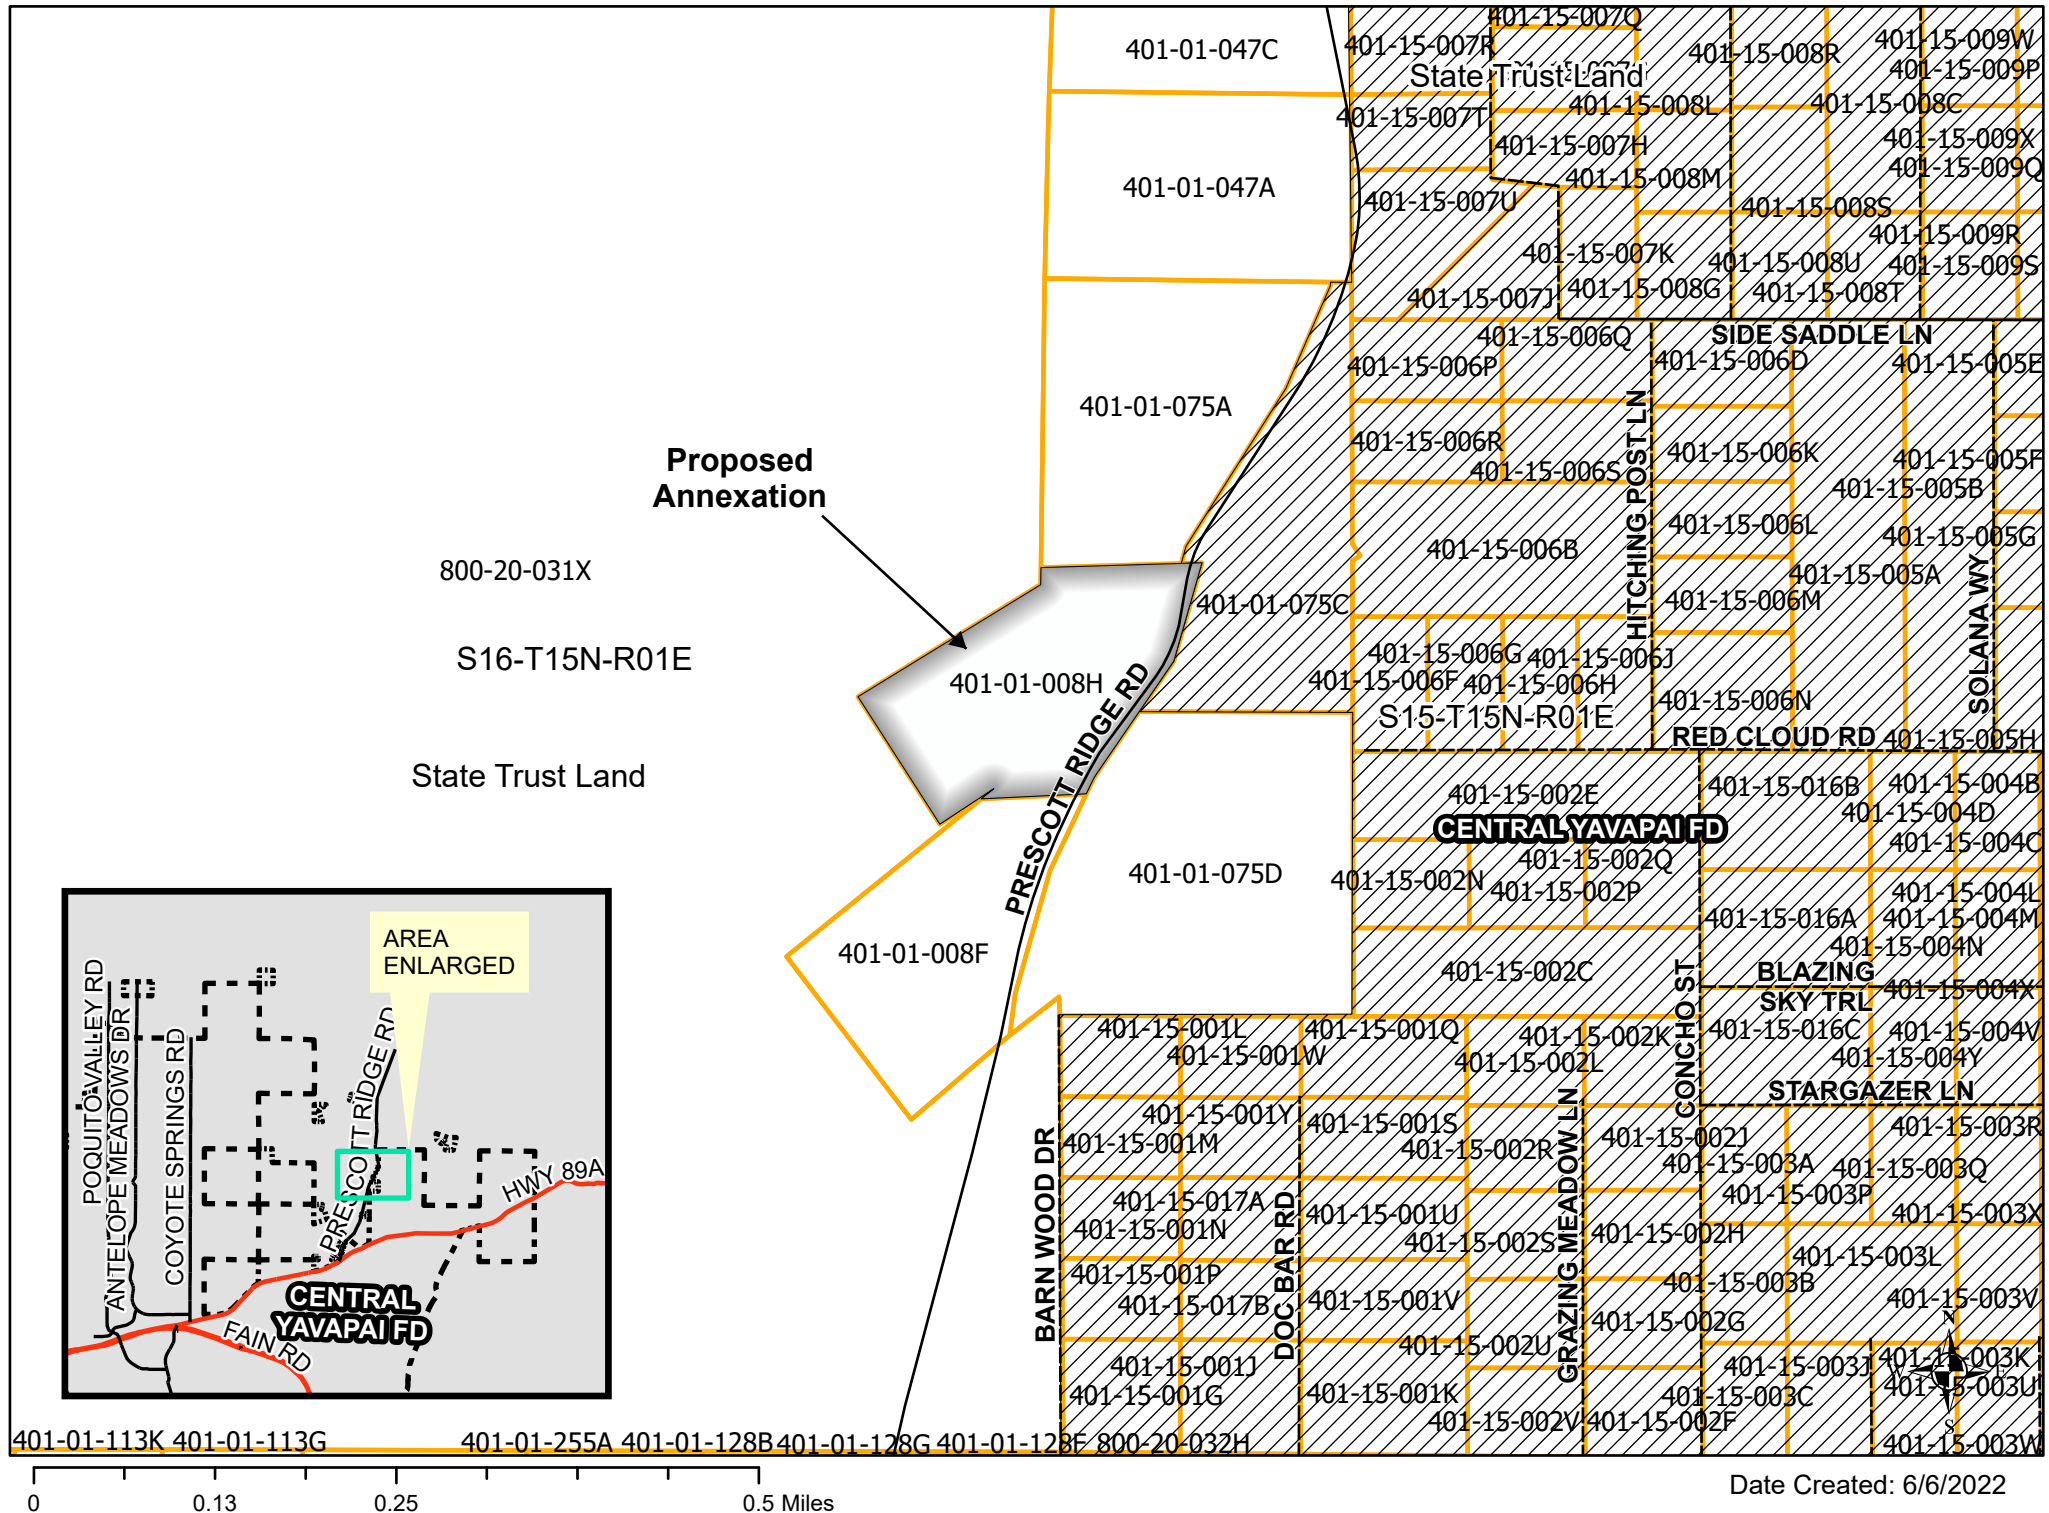 401-15-007Q
401-01-047C
401-15-007R
401-15-008R
401-15-009W
State Trust Land
401-15-009P
401-15-008L
401-15-008C
401-15-007T
401-15-009X
401-15-007H
401-15-009Q
401-01-047A
401-15-008M
401-15-007U
401-15-008S
401-15-009R
401-15-007K
401-15-008U
401-15-009S
401-15-008G
401-15-008T
401-15-007J
SIDE SADDLE LN
401-15-006Q
401-15-006P
401-15-006D
401-15-005E
401-01-075A
HITCHING POST LN
401-15-006R
401-15-006S
401-15-006K
401-15-005F
401-15-005B
Proposed
Annexation
401-15-006L
401-15-005G
401-15-006B
800-20-031X
401-15-005A
401-01-075C
401-15-006M
SOLANA WY
S16-T15N-R01E
401-15-006G
401-15-006J
401-01-008H
401-15-006F
401-15-006H
401-15-006N
S15-T15N-R01E
RED CLOUD RD
401-15-005H
PRESCOTT RIDGE RD
State Trust Land
401-15-002E
401-15-016B
401-15-004B
401-15-004D
CENTRAL YAVAPAI FD
401-15-004C
401-15-002Q
401-01-075D
401-15-002N
401-15-002P
401-15-004L
401-15-016A
401-15-004M
401-15-004N
401-01-008F
401-15-002C
BLAZING
SKY TRL
401-15-004X
CONCHO ST
401-15-001L
401-15-001Q
401-15-002K
401-15-016C
401-15-004V
401-15-001W
401-15-002L
401-15-004Y
STARGAZER LN
401-15-001Y
401-15-001S
401-15-003R
401-15-001M
401-15-002R
401-15-002J
401-15-003A
401-15-003Q
BARN WOOD DR
DOC BAR RD
GRAZING MEADOW LN
401-15-017A
401-15-003P
401-15-001N
401-15-001U
401-15-002S
401-15-002H
401-15-003X
401-15-003L
401-15-001P
401-15-003B
401-15-017B
401-15-001V
401-15-003V
401-15-002G
401-15-002U
401-15-001J
401-15-003J
401-15-003K
401-15-001G
401-15-001K
401-15-003C
401-15-003U
401-15-002V
401-15-002F
401-15-003W
N
S
AREA
ENLARGED
POQUITO VALLEY RD
ANTELOPE MEADOWS DR
COYOTE SPRINGS RD
PRESCOTT RIDGE RD
HWY 89A
CENTRAL
YAVAPAI FD
FAIN RD
401-01-113K 401-01-113G 401-01-255A 401-01-128B 401-01-128G 401-01-128F 800-20-032H
0 0.13 0.25 0.5 Miles
Date Created: 6/6/2022